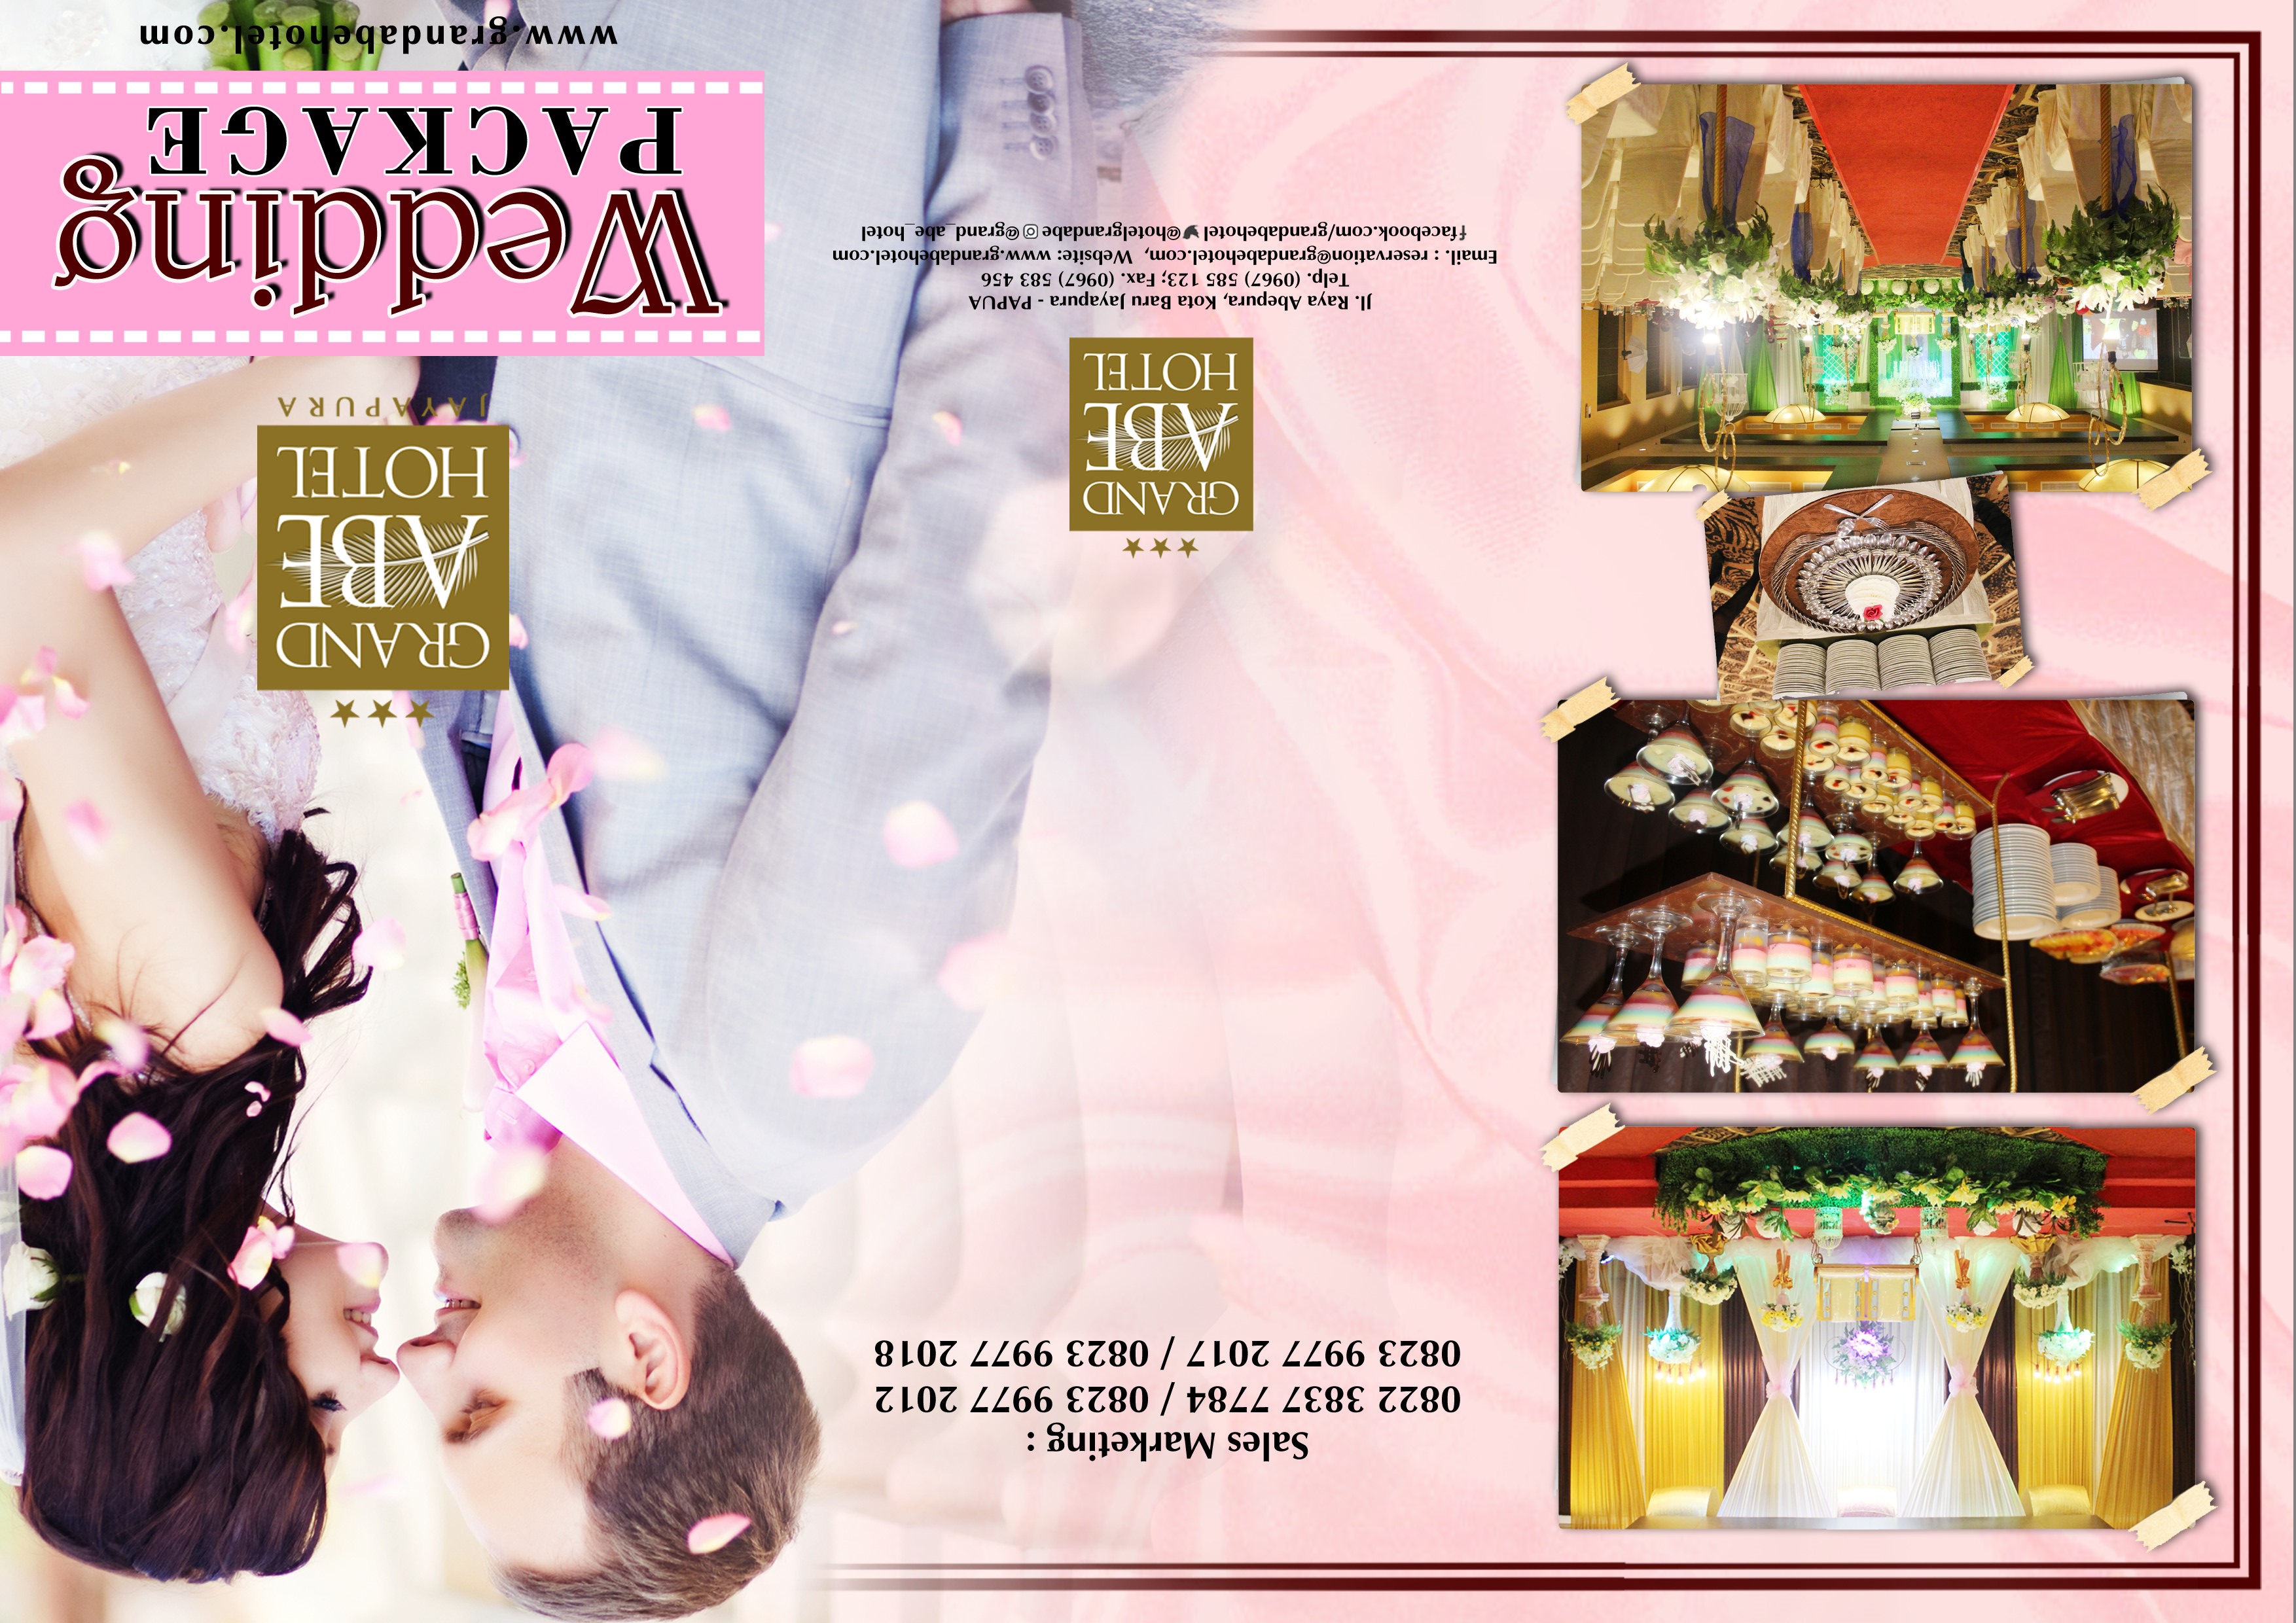 Sales Marketing :
0822 3837 7784 / 0823 9977 2012
0823 9977 2017 / 0823 9977 2018
GRAND
ABE
HOTEL
Jl. Raya Abepura, Kota Baru Jayapura - PAPUA
Telp. (0967) 585 123; Fax. (0967) 583 456
Email. : reservation@grandabehotel.com, Website: www.grandabehotel.com
facebook.com/grandabehotel @hotelgrandabe @grand_abe_hotel
GRAND
ABE
HOTEL
JAYAPURA
Wedding
PACKAGE
www.grandabehotel.com